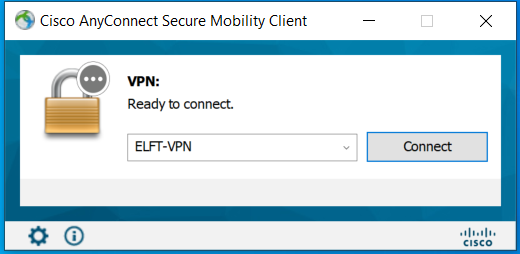 Cisco AnyConnect Secure Mobility Client
VPN:
Ready to connect.
ELFT-VPN
Connect
CISCO